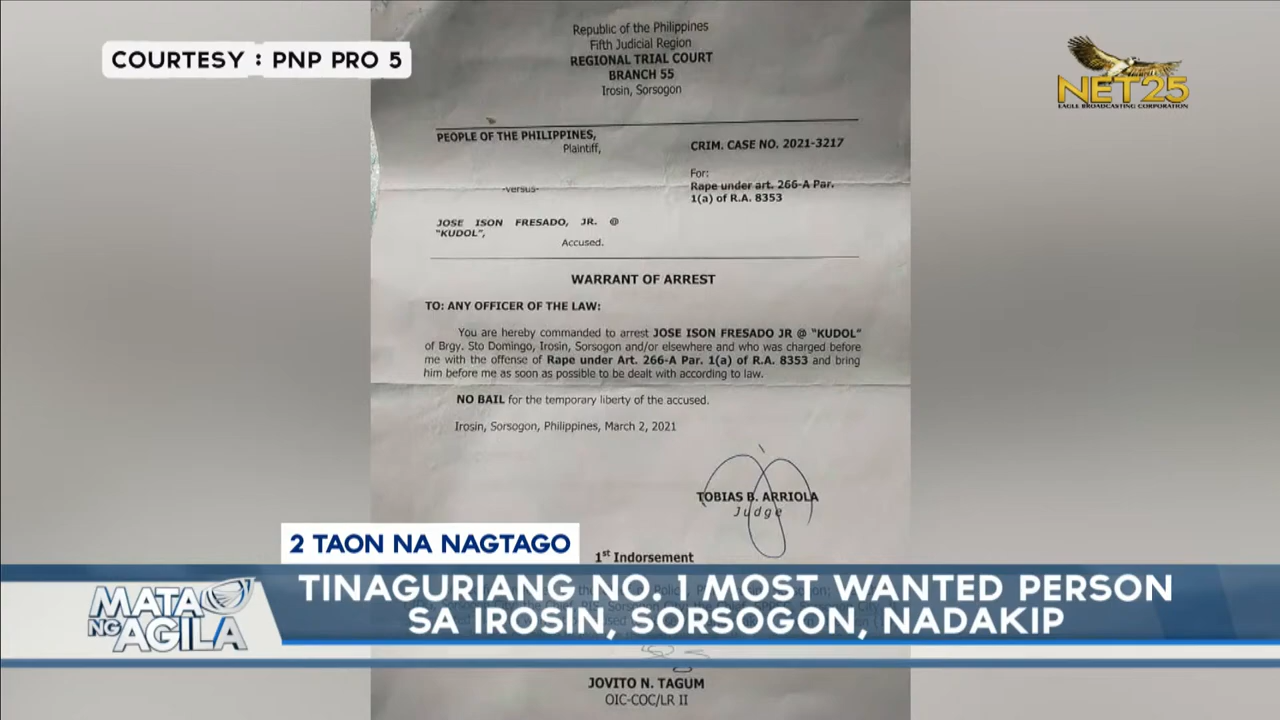 COURTESY : PNP PRO 5
NET25
EAGLE BROADCASTING CORPORATION
Republic of the Philippines
Fifth Judicial Region
REGIONAL TRIAL COURT
BRANCH 55
Irosin, Sorsogon
PEOPLE OF THE PHILIPPINES,
Plaintiff,
-versus-
JOSE ISON FRESADO, JR. @
"KUDOL",
Accused.
CRIM. CASE NO. 2021-3217
For:
Rape under art. 266-A Par.
1(a) of R.A. 8353
WARRANT OF ARREST
TO: ANY OFFICER OF THE LAW:
You are hereby commanded to arrest JOSE ISON FRESADO JR @ "KUDOL"
of Brgy. Sto Domingo, Irosin, Sorsogon and/or elsewhere and who was charged before
me with the offense of Rape under Art. 266-A Par. 1(a) of R.A. 8353 and bring
him before me as soon as possible to be dealt with according to law.
NO BAIL for the temporary liberty of the accused.
Irosin, Sorsogon, Philippines, March 2, 2021
TOBIAS B. ARRIOLA
Judge
1st Indorsement
2 TAON NA NAGTAGO
MATA NG AGILA
TINAGURIANG NO. 1 MOST WANTED PERSON
SA IROSIN, SORSOGON, NADAKIP
JOVITO N. TAGUM
OIC-COC/LR II